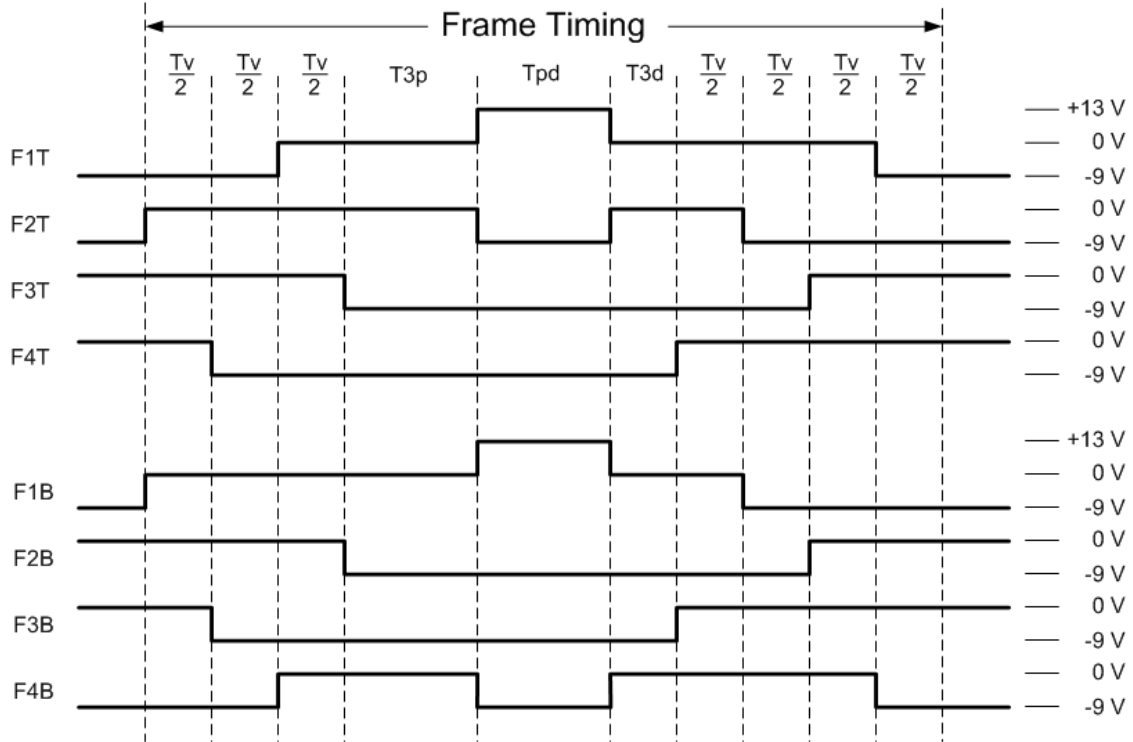 Frame Timing
Tv/2 Tv/2 Tv/2 T3p Tpd T3d Tv/2 Tv/2 Tv/2 Tv/2
+13 V
F1T 0 V
-9 V
F2T 0 V
-9 V
F3T 0 V
-9 V
F4T 0 V
-9 V
+13 V
F1B 0 V
-9 V
F2B 0 V
-9 V
F3B 0 V
-9 V
F4B 0 V
-9 V